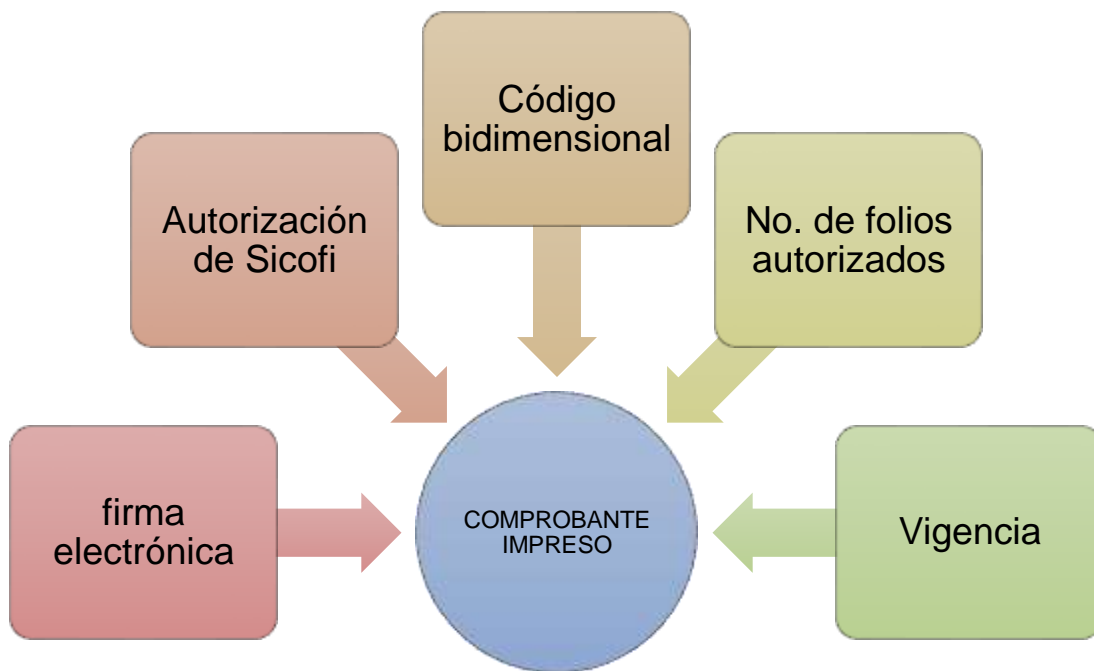 Código
bidimensional
Autorización
de Sicofi
No. de folios
autorizados
firma
electrónica
COMPROBANTE
IMPRESO
Vigencia